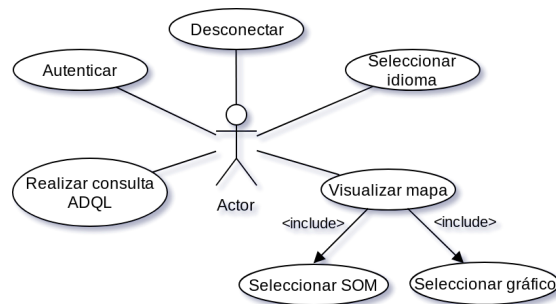 Desconectar
Autenticar
Seleccionar
idioma
Realizar consulta
ADQL
Actor
Visualizar mapa
<include>
<include>
Seleccionar SOM
Seleccionar gráfico